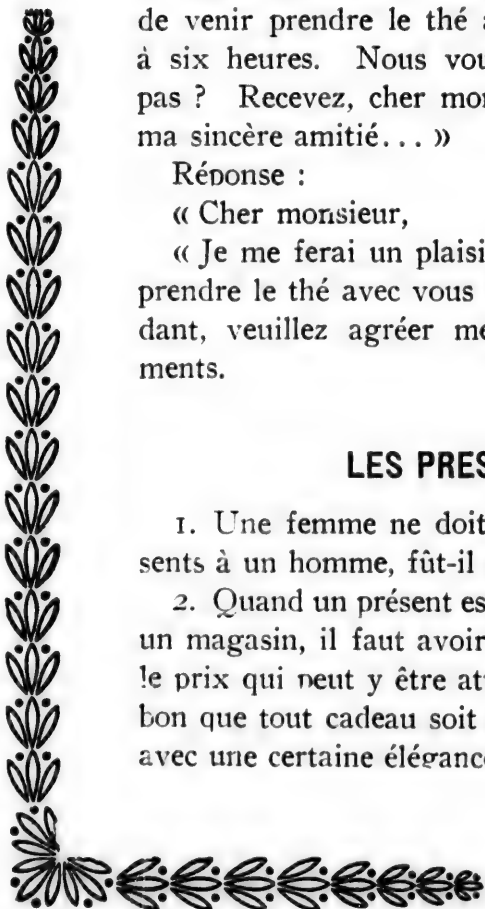 de venir prendre le thé a
à six heures. Nous vou
pas ? Recevez, cher mon
ma sincère amitié... »
Réponse :
« Cher monsieur,
« Je me ferai un plaisi
prendre le thé avec vous
dant, veuillez agréer me
ments.
LES PRES
1. Une femme ne doit
sents à un homme, fût-il
2. Quand un présent es
un magasin, il faut avoir
le prix qui peut y être at
bon que tout cadeau soit
avec une certaine élégance